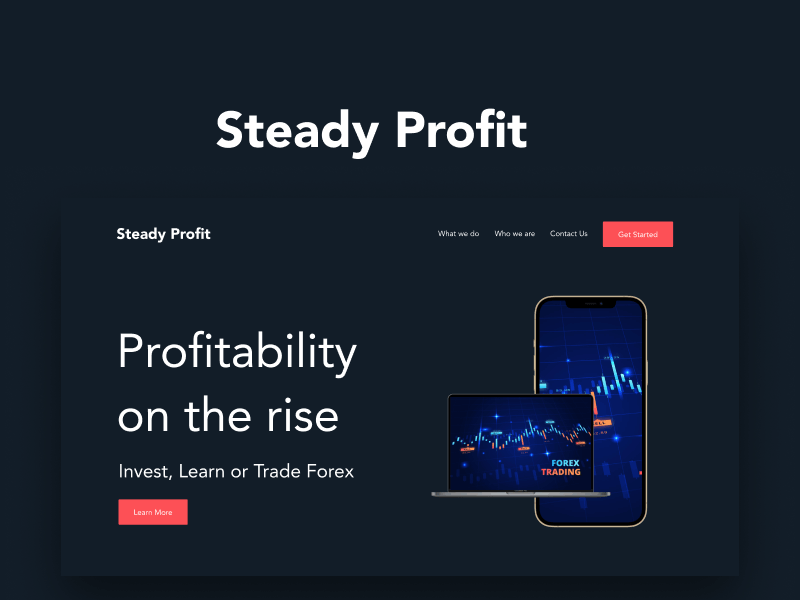 Steady Profit
Steady Profit
What we do Who we are Contact Us Get Started
Profitability
on the rise
Invest, Learn or Trade Forex
Learn More
FOREX
TRADING